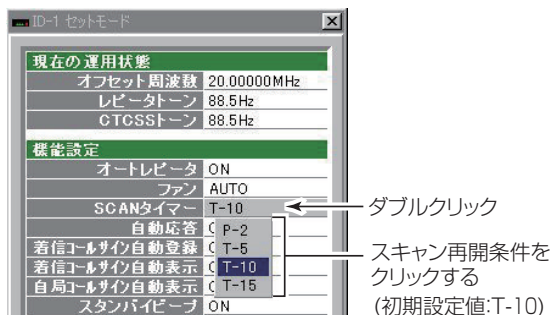 ID-1 セットモード
現在の運用状態
オフセット周波数 20.00000MHz
レピータトーン 88.5Hz
CTCSSトーン 88.5Hz
機能設定
オートレピータ ON
ファン AUTO
SCANタイマー T-10
ダブルクリック
自動応答 P-2
着信コールサイン自動登録 T-5
着信コールサイン自動表示 T-10
自局コールサイン自動表示 T-15
スタンバイビープ ON
スキャン再開条件を
クリックする
(初期設定値:T-10)